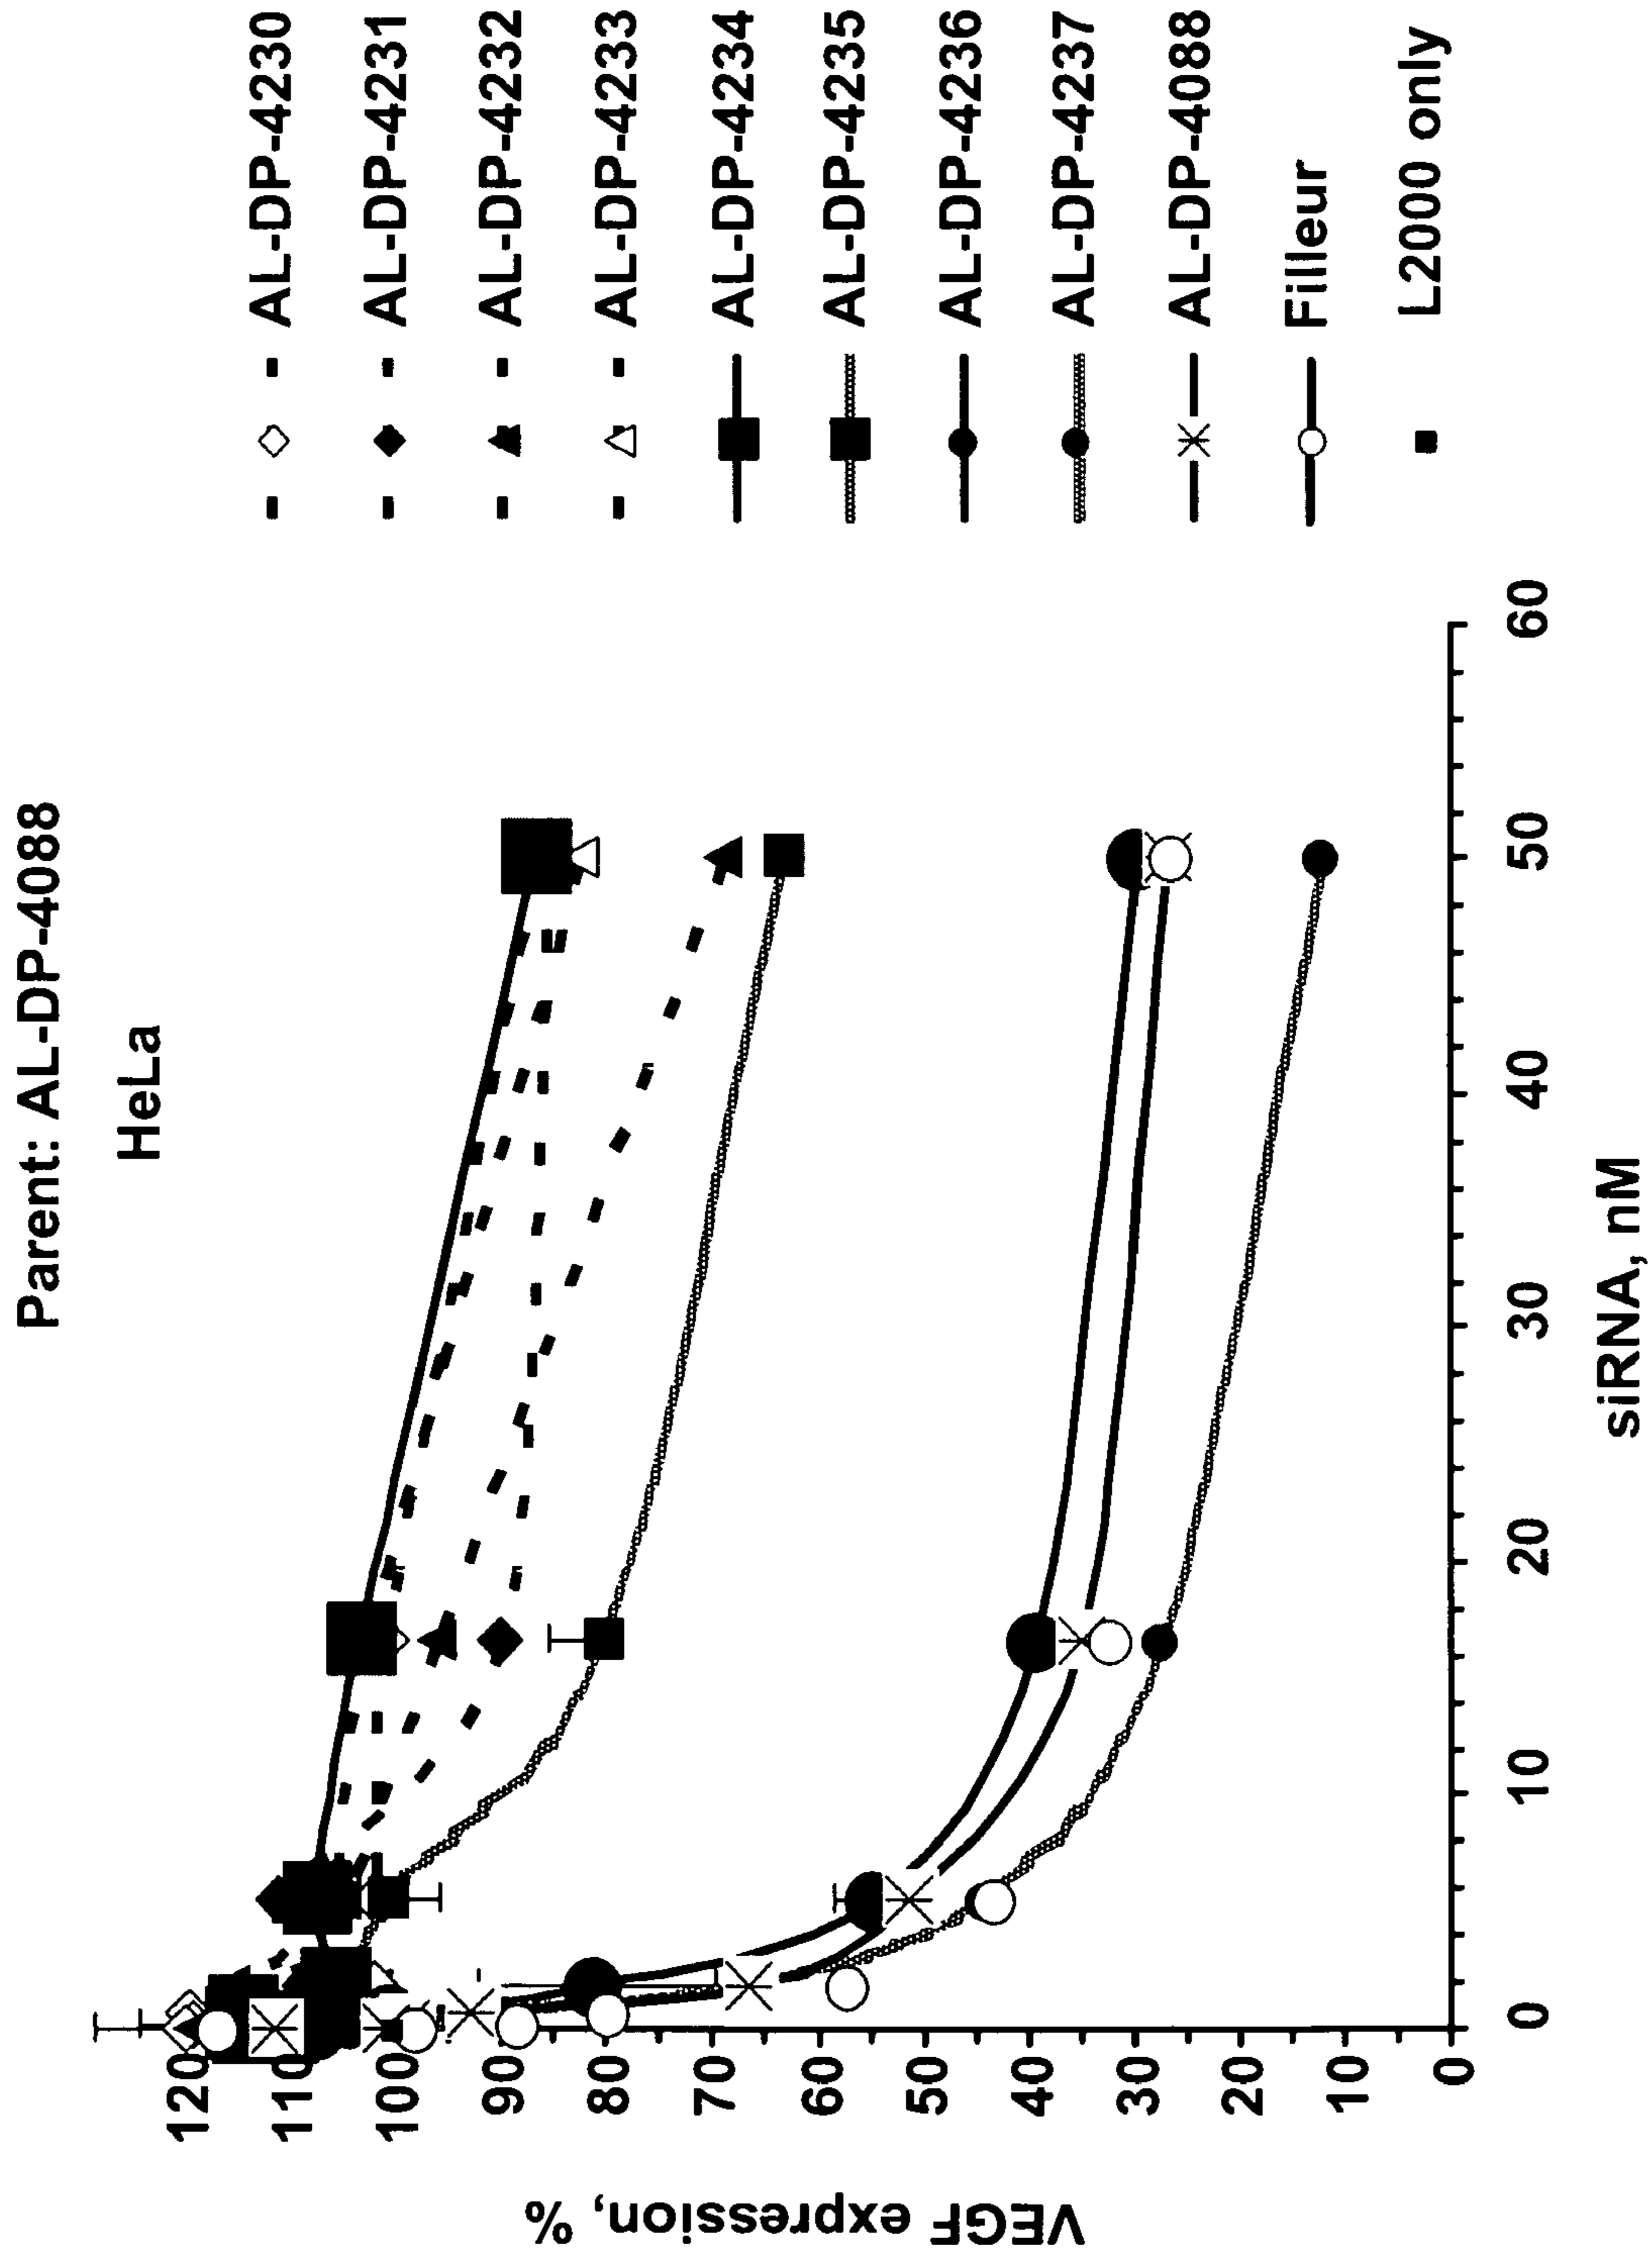 Parent: AL-DP-4088
HeLa
VEGF expression, %
120
110
100
90
80
70
60
50
40
30
20
10
0
0 10 20 30 40 50 60
siRNA, nM
AL-DP-4230
AL-DP-4231
AL-DP-4232
AL-DP-4233
AL-DP-4234
AL-DP-4235
AL-DP-4236
AL-DP-4237
AL-DP-4088
Filleur
L2000 only